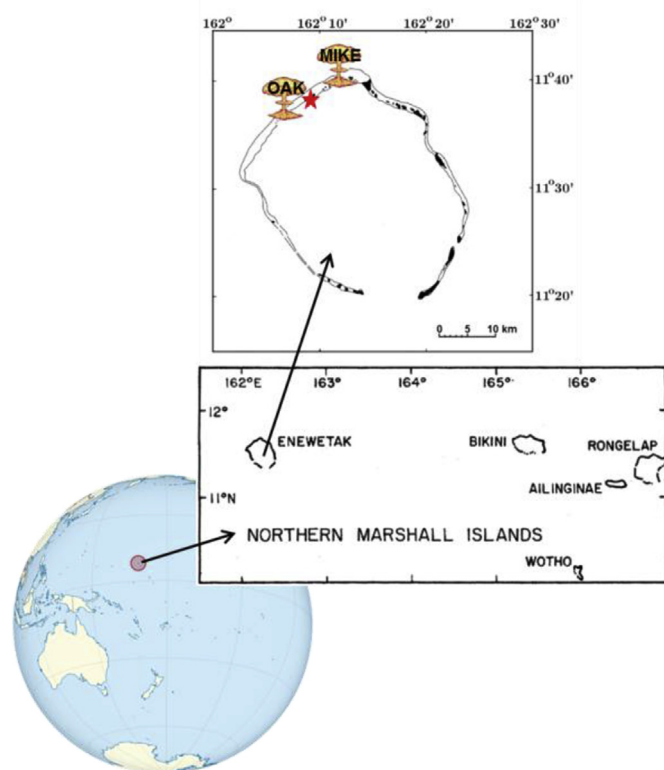 162° 162° 10' 162° 20' 162° 30'
MIKE
11° 40'
OAK
11° 30'
11° 20'
0 5 10 km
162°E 163° 164° 165° 166°
12°
ENEWETAK BIKINI RONGELAP
AILINGINAE
11°N
NORTHERN MARSHALL ISLANDS
WOTHO